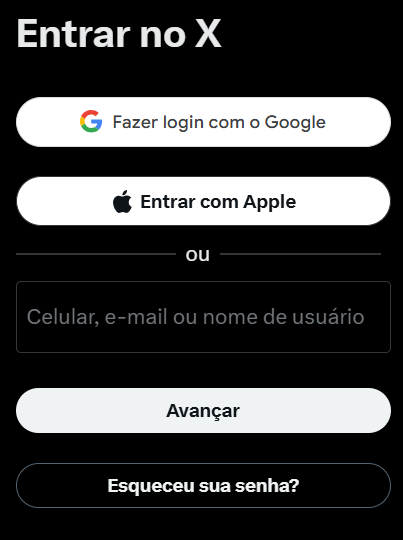 Entrar no X
Fazer login com o Google
Entrar com Apple
ou
Celular, e-mail ou nome de usuário
Avançar
Esqueceu sua senha?